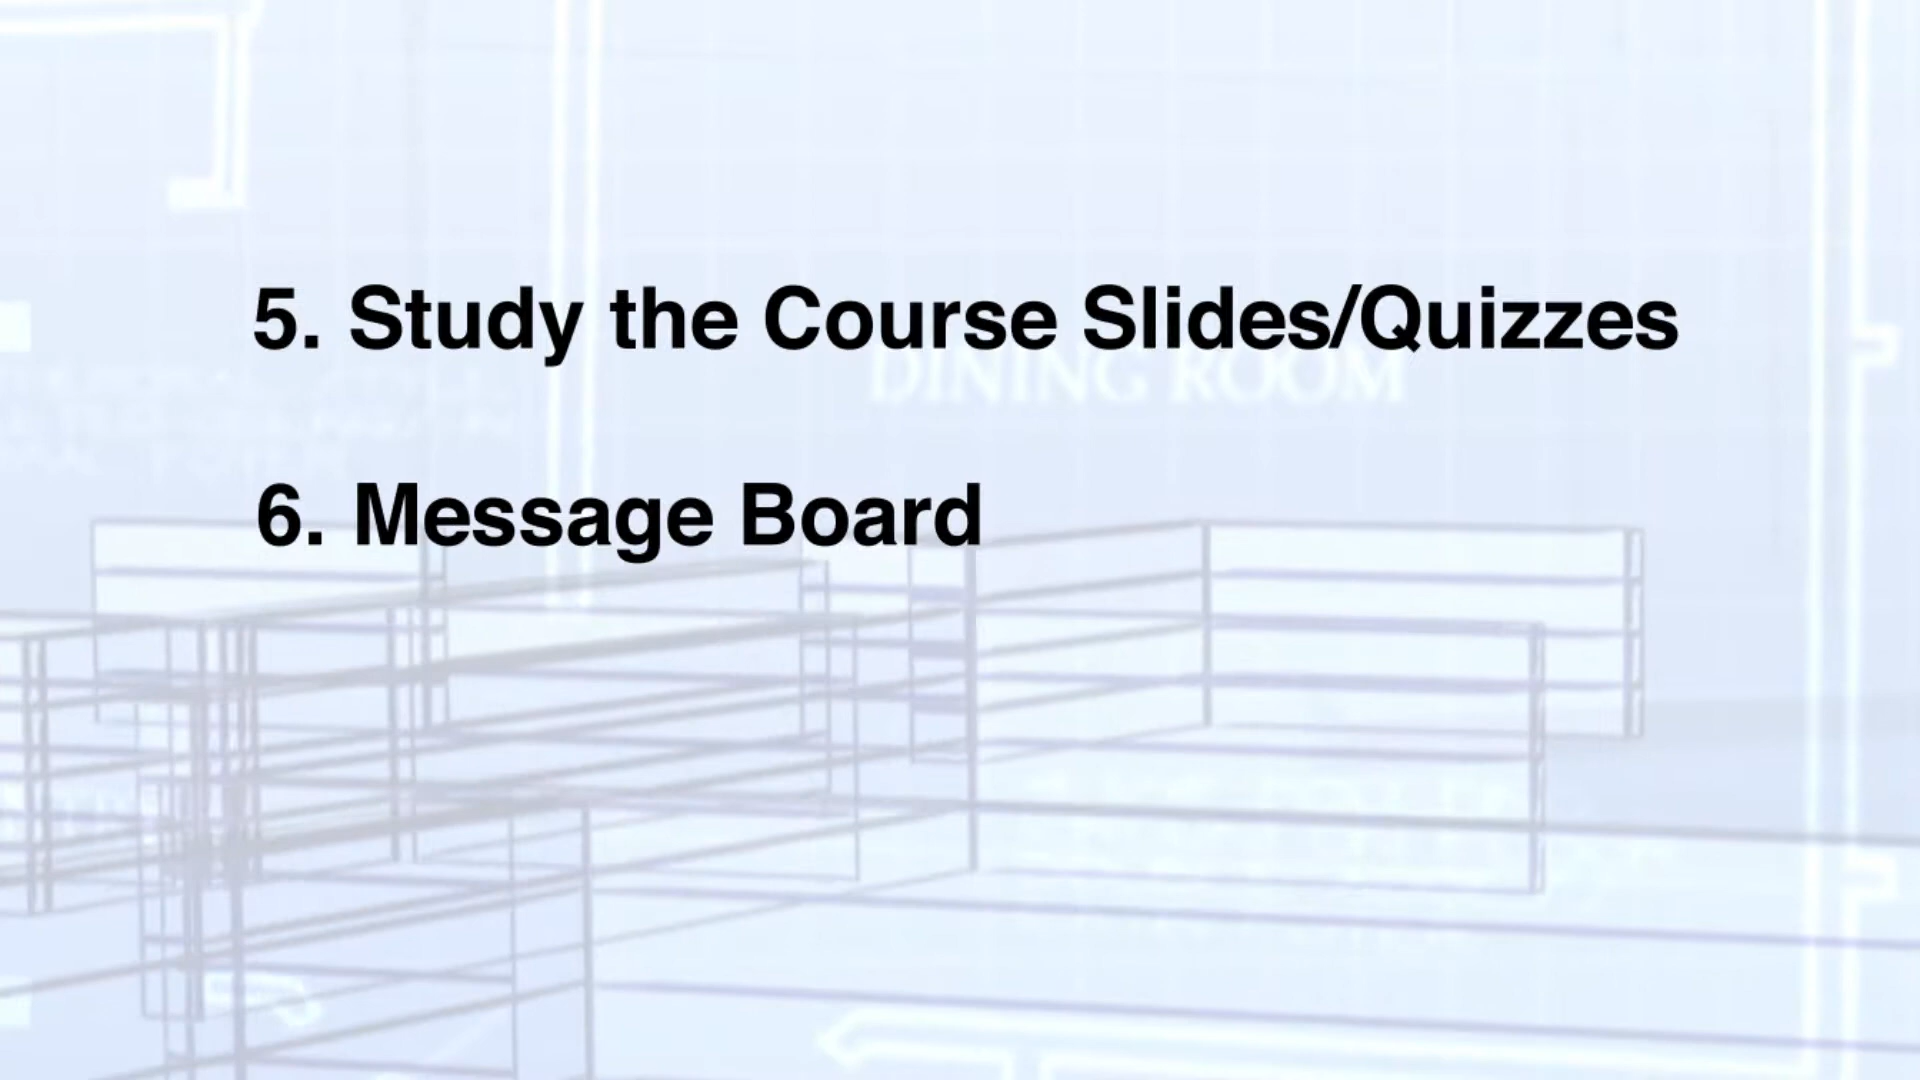 5. Study the Course Slides/Quizzes
DINING ROOM
6. Message Board